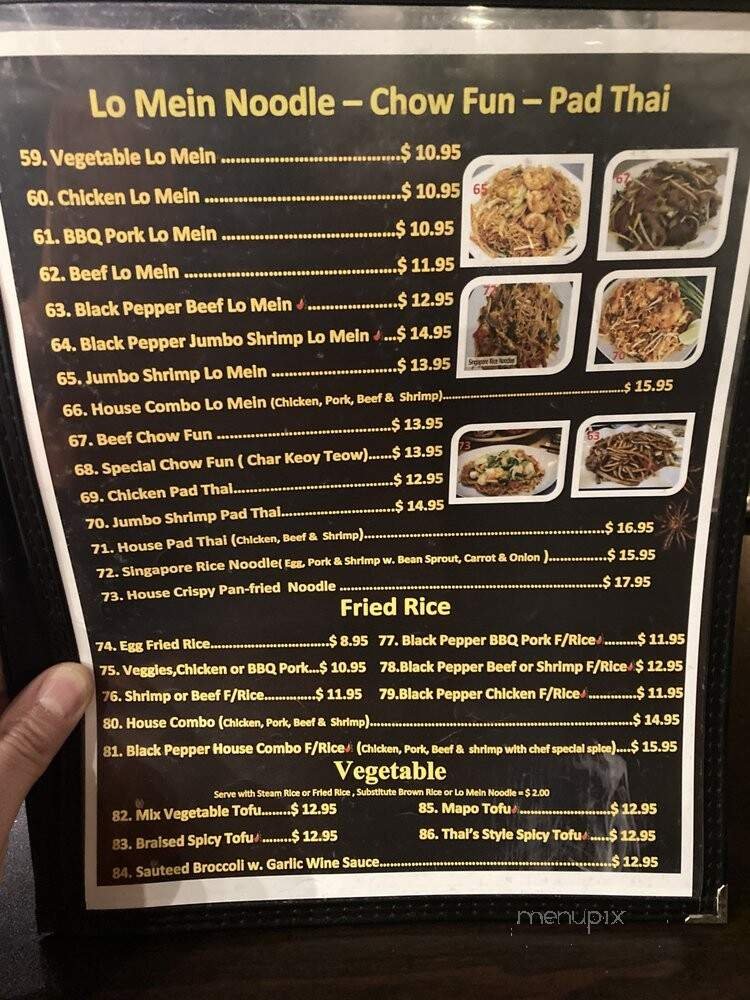 Lo Mein Noodle – Chow Fun – Pad Thai
59. Vegetable Lo Mein ........................................$ 10.95
60. Chicken Lo Mein ............................................$ 10.95
61. BBQ Pork Lo Mein .......................................$ 10.95
62. Beef Lo Mein ................................................$ 11.95
63. Black Pepper Beef Lo Mein .....................$ 12.95
64. Black Pepper Jumbo Shrimp Lo Mein ...$ 14.95
65. Jumbo Shrimp Lo Mein .............................$ 13.95
66. House Combo Lo Mein (Chicken, Pork, Beef & Shrimp)............................................$ 15.95
67. Beef Chow Fun ........................................$ 13.95
68. Special Chow Fun ( Char Keoy Teow)......$ 13.95
69. Chicken Pad Thai.....................................$ 12.95
70. Jumbo Shrimp Pad Thai...........................$ 14.95
71. House Pad Thai (Chicken, Beef & Shrimp)............................................................$ 16.95
72. Singapore Rice Noodle( Egg, Pork & Shrimp w. Bean Sprout, Carrot & Onion )..............$ 15.95
73. House Crispy Pan-fried Noodle ..................................................................$ 17.95
65
67
72
Singapore Rice Noodles
70
73
63
Fried Rice
74. Egg Fried Rice...........................$ 8.95
77. Black Pepper BBQ Pork F/Rice.........$ 11.95
75. Veggies,Chicken or BBQ Pork...$ 10.95
78.Black Pepper Beef or Shrimp F/Rice $ 12.95
76. Shrimp or Beef F/Rice............$ 11.95
79.Black Pepper Chicken F/Rice.............$ 11.95
80. House Combo (Chicken, Pork, Beef & Shrimp)..................................................................$ 14.95
81. Black Pepper House Combo F/Rice (Chicken, Pork, Beef & shrimp with chef special spice)....$ 15.95
Vegetable
Serve with Steam Rice or Fried Rice , Substitute Brown Rice or Lo Mein Noodle = $ 2.00
82. Mix Vegetable Tofu.......$ 12.95
85. Mapo Tofu......................$ 12.95
83. Braised Spicy Tofu........$ 12.95
86. Thai's Style Spicy Tofu.....$ 12.95
84. Sauteed Broccoli w. Garlic Wine Sauce.......................................................$ 12.95
menupix